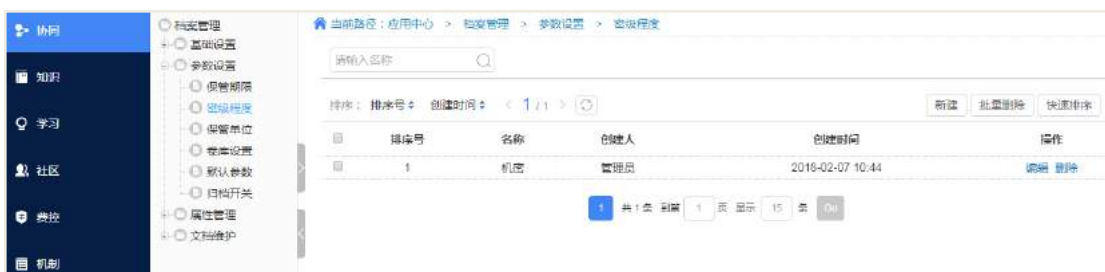 协同
知识
学习
社区
费控
机制
档案管理
基础设置
参数设置
保管期限
密级程度
保管单位
卷库设置
默认参数
归档开关
属性管理
文档维护
当前路径：应用中心 > 档案管理 > 参数设置 > 密级程度
请输入名称
排序： 排序号 创建时间 < 1 / 1 > 新建 批量删除 快速排序
排序号 名称 创建人 创建时间 操作
1 机密 管理员 2018-02-07 10:44 编辑 删除
1 共 1 条 到第 1 页 显示 15 条 Go